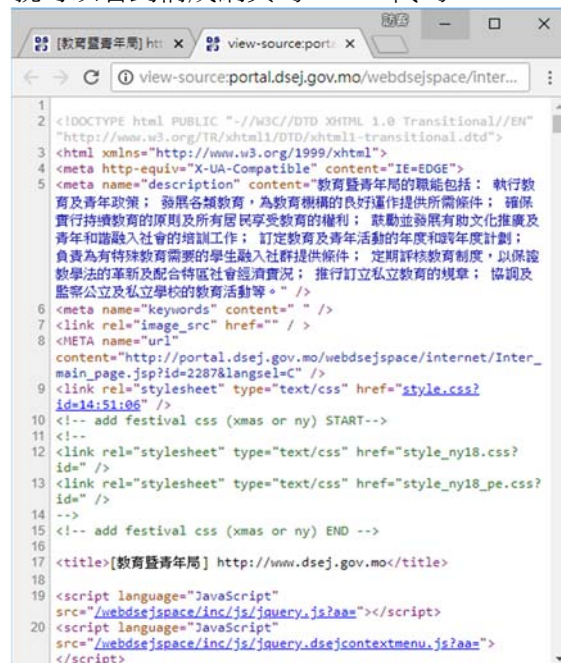 訪客
[教育暨青年局] htt
view-source:porta
view-source:portal.dsej.gov.mo/webdsejspace/inter...
1
2 <!DOCTYPE html PUBLIC "-//W3C//DTD XHTML 1.0 Transitional//EN"
"http://www.w3.org/TR/xhtml1/DTD/xhtml1-transitional.dtd">
3 <html xmlns="http://www.w3.org/1999/xhtml">
4 <meta http-equiv="X-UA-Compatible" content="IE=EDGE">
5 <meta name="description" content="教育暨青年局的職能包括： 執行教
育及青年政策； 發展各類教育，為教育機構的良好運作提供所需條件； 確保
實行持續教育的原則及所有居民享受教育的權利； 鼓勵並發展有助文化推廣及
青年和諧融入社會的培訓工作； 訂定教育及青年活動的年度和跨年度計劃；
負責為有特殊教育需要的學生融入社群提供條件； 定期評核教育制度，以保證
教學法的革新及配合特區社會經濟實況； 推行訂立私立教育的規章； 協調及
監察公立及私立學校的教育活動等。" />
6 <meta name="keywords" content=" " />
7 <link rel="image_src" href="" / >
8 <META name="url"
content="http://portal.dsej.gov.mo/webdsejspace/internet/Inter_
main_page.jsp?id=2287&langsel=C" />
9 <link rel="stylesheet" type="text/css" href="style.css?
id=14:51:06" />
10 <!-- add festival css (xmas or ny) START-->
11 <!--
12 <link rel="stylesheet" type="text/css" href="style_ny18.css?
id=" />
13 <link rel="stylesheet" type="text/css" href="style_ny18_pe.css?
id=" />
14 -->
15 <!-- add festival css (xmas or ny) END -->
16
17 <title>[教育暨青年局] http://www.dsej.gov.mo</title>
18
19 <script language="JavaScript"
src="/webdsejspace/inc/js/jquery.js?aa="></script>
20 <script language="JavaScript"
src="/webdsejspace/inc/js/jquery.dsejcontextmenu.js?aa=">
</script>